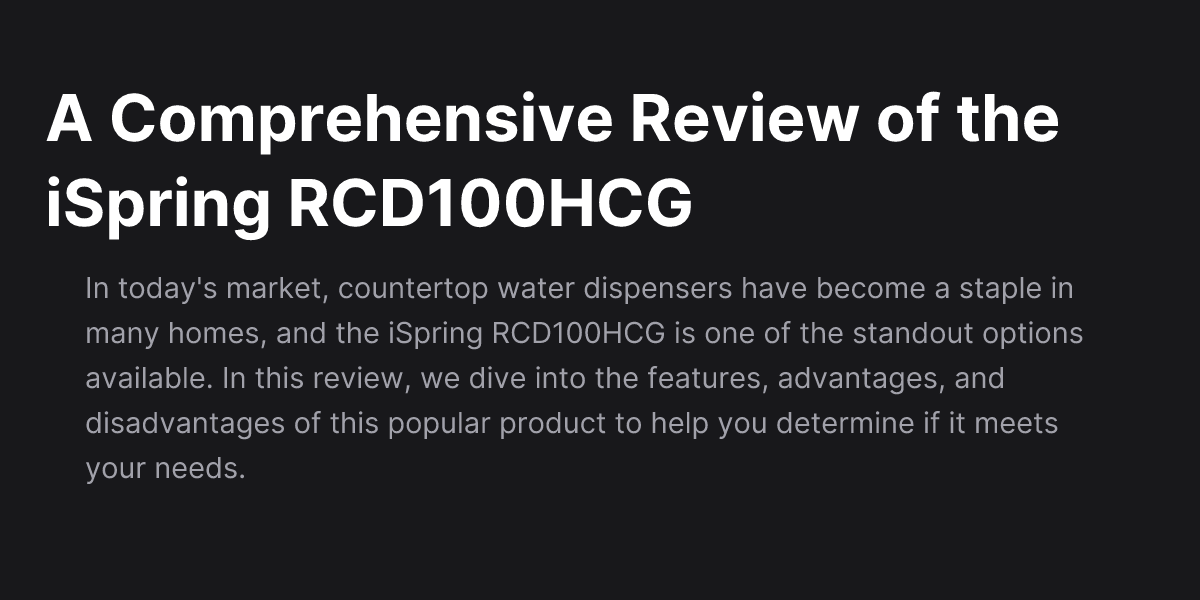 A Comprehensive Review of the
iSpring RCD100HCG
In today's market, countertop water dispensers have become a staple in
many homes, and the iSpring RCD100HCG is one of the standout options
available. In this review, we dive into the features, advantages, and
disadvantages of this popular product to help you determine if it meets
your needs.